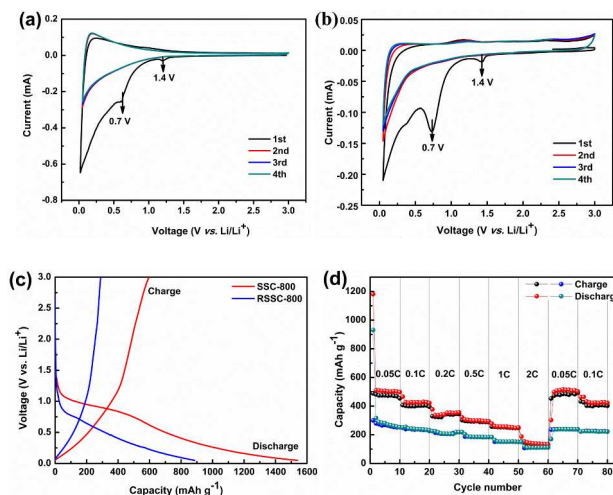 (a)
0.2
0.0
-0.2
-0.4
-0.6
-0.8
Current (mA)
1.4 V
0.7 V
1st
2nd
3rd
4th
0.0 0.5 1.0 1.5 2.0 2.5 3.0
Voltage (V vs. Li/Li+)
(b)
0.05
0.00
-0.05
-0.10
-0.15
-0.20
-0.25
Current (mA)
1.4 V
0.7 V
1st
2nd
3rd
4th
0.0 0.5 1.0 1.5 2.0 2.5 3.0
Voltage (V vs. Li/Li+)
(c)
3.0
2.5
2.0
1.5
1.0
0.5
0.0
Voltage (V vs. Li/Li+)
Charge
SSC-800
RSSC-800
Discharge
0 200 400 600 800 1000 1200 1400 1600
Capacity (mAh g-1)
(d)
1200
1000
800
600
400
200
0
Capacity (mAh g-1)
Charge
Discharg
0.05C 0.1C 0.2C 0.5C 1C 2C 0.05C 0.1C
0 10 20 30 40 50 60 70 80
Cycle number